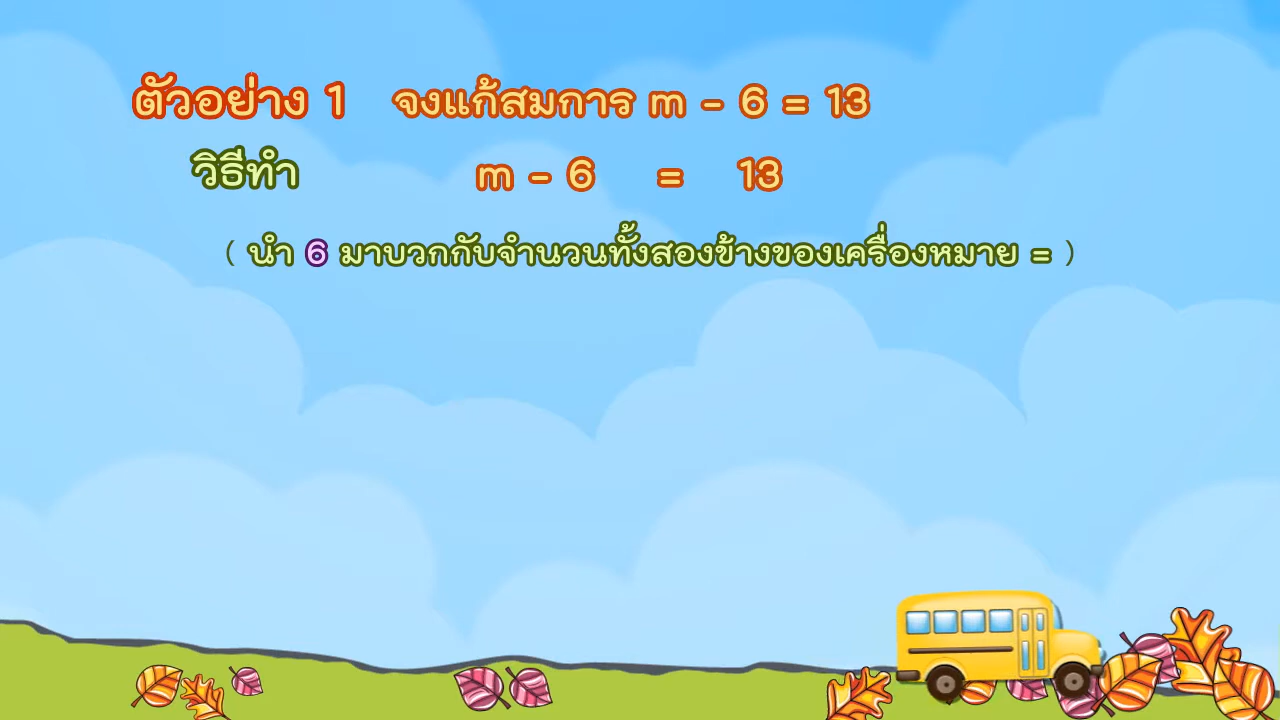 ตัวอย่าง 1 จงแก้สมการ m - 6 = 13
วิธีทำ m - 6 = 13
( นำ 6 มาบวกกับจำนวนทั้งสองข้างของเครื่องหมาย = )